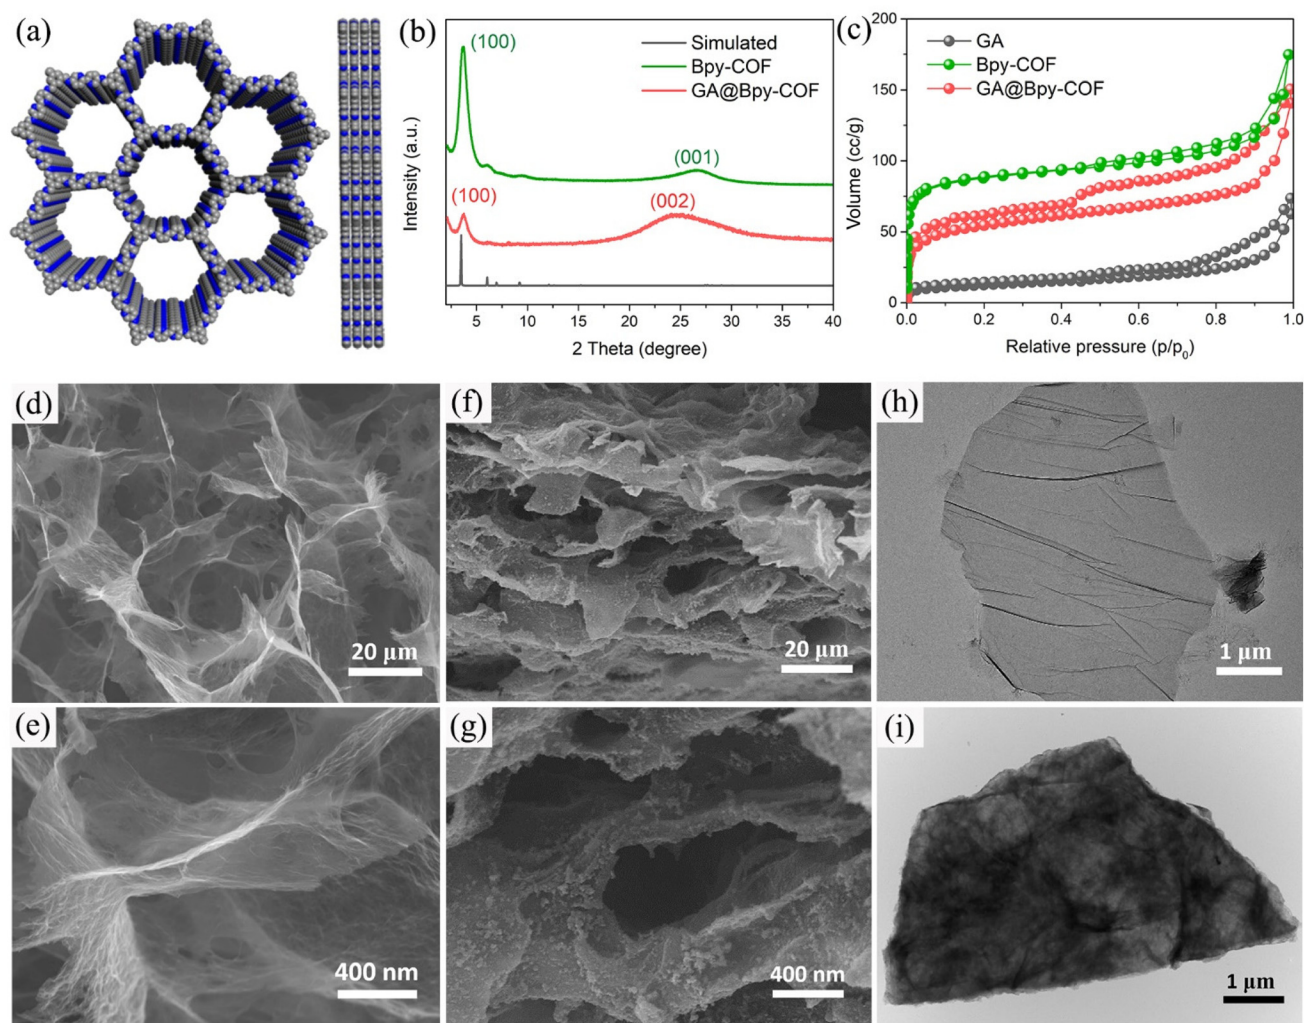 (a)
(b)
(100)
Simulated
Bpy-COF
GA@Bpy-COF
(001)
(100)
(002)
Intensity (a.u.)
5 10 15 20 25 30 35 40
2 Theta (degree)
(c)
200
150
100
50
0
GA
Bpy-COF
GA@Bpy-COF
Volume (cc/g)
0.0 0.2 0.4 0.6 0.8 1.0
Relative pressure (p/p₀)
(d)
20 μm
(f)
20 μm
(h)
1 μm
(e)
400 nm
(g)
400 nm
(i)
1 μm